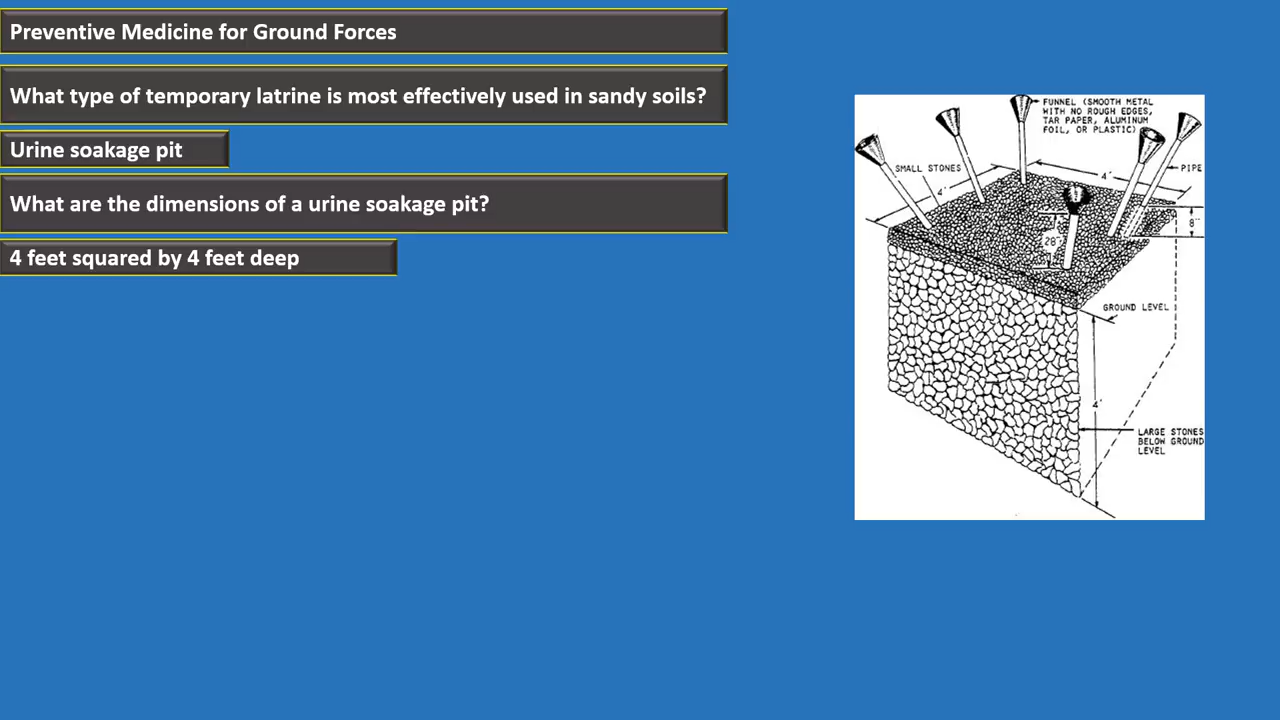 Preventive Medicine for Ground Forces
What type of temporary latrine is most effectively used in sandy soils?
Urine soakage pit
What are the dimensions of a urine soakage pit?
4 feet squared by 4 feet deep
FUNNEL (SMOOTH METAL
WITH NO ROUGH EDGES,
TAR PAPER, ALUMINUM
FOIL, OR PLASTIC)
SMALL STONES
4'
4'
PIPE
8"
28"
GROUND LEVEL
4'
LARGE STONES
BELOW GROUND
LEVEL